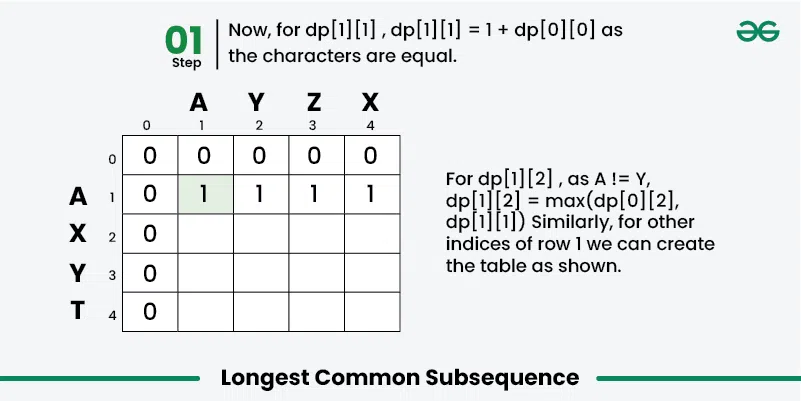 01
Step
Now, for dp[1][1] , dp[1][1] = 1 + dp[0][0] as
the characters are equal.
A Y Z X
0 1 2 3 4
0 0 0 0 0 0
A 1 0 1 1 1 1
X 2 0
Y 3 0
T 4 0
For dp[1][2] , as A != Y,
dp[1][2] = max(dp[0][2],
dp[1][1]) Similarly, for other
indices of row 1 we can create
the table as shown.
Longest Common Subsequence